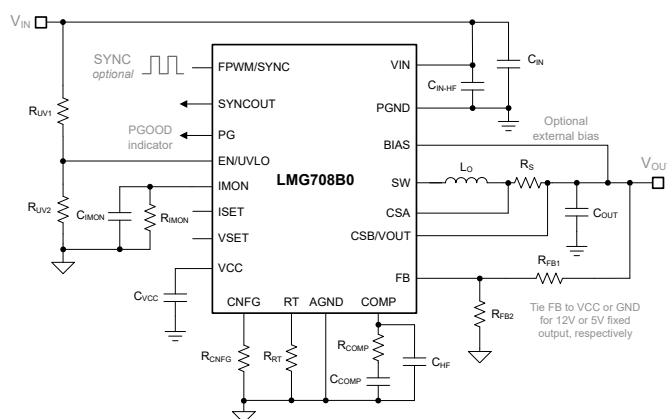 VIN
SYNC
optional
FPWM/SYNC
VIN
CIN
CIN-HF
SYNCOUT
PGND
RUV1
PGOOD
indicator
PG
BIAS
Optional
external bias
EN/UVLO
LMG708B0
LO
RS
VOUT
IMON
SW
RUV2
CIMON
RIMON
ISET
CSA
COUT
VSET
CSB/VOUT
VCC
FB
RFB1
CVCC
CNFG
RT
AGND
COMP
RFB2
Tie FB to VCC or GND
for 12V or 5V fixed
output, respectively
RCNFG
RRT
RCOMP
CHF
CCOMP